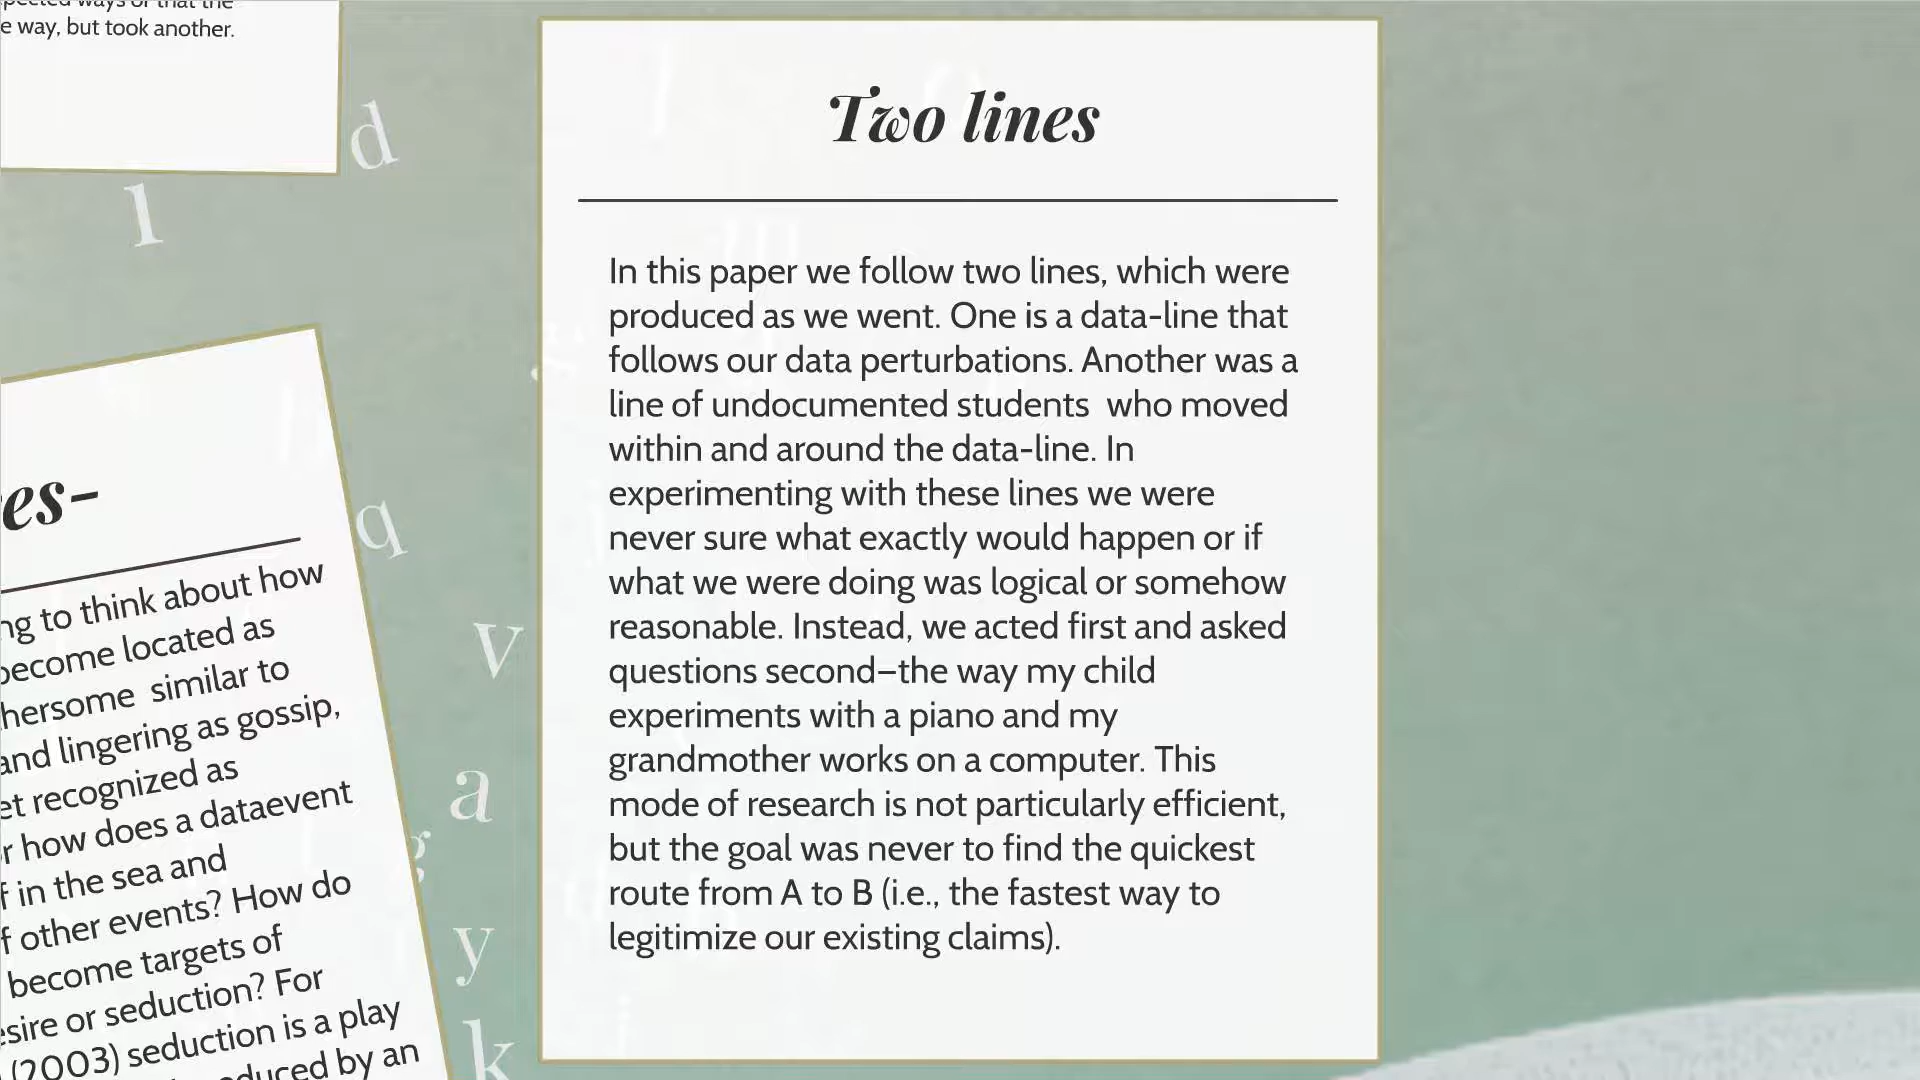 ways or that the
e way, but took another.
d
l
Two lines
In this paper we follow two lines, which were
produced as we went. One is a data-line that
follows our data perturbations. Another was a
line of undocumented students  who moved
within and around the data-line. In
experimenting with these lines we were
never sure what exactly would happen or if
what we were doing was logical or somehow
reasonable. Instead, we acted first and asked
questions second–the way my child
experiments with a piano and my
grandmother works on a computer. This
mode of research is not particularly efficient,
but the goal was never to find the quickest
route from A to B (i.e., the fastest way to
legitimize our existing claims).
es-
ng to think about how
become located as
hersome  similar to
and lingering as gossip,
et recognized as
r how does a dataevent
f in the sea and
f other events? How do
become targets of
esire or seduction? For
(2003) seduction is a play
duced by an
q
v
a
g
y
k